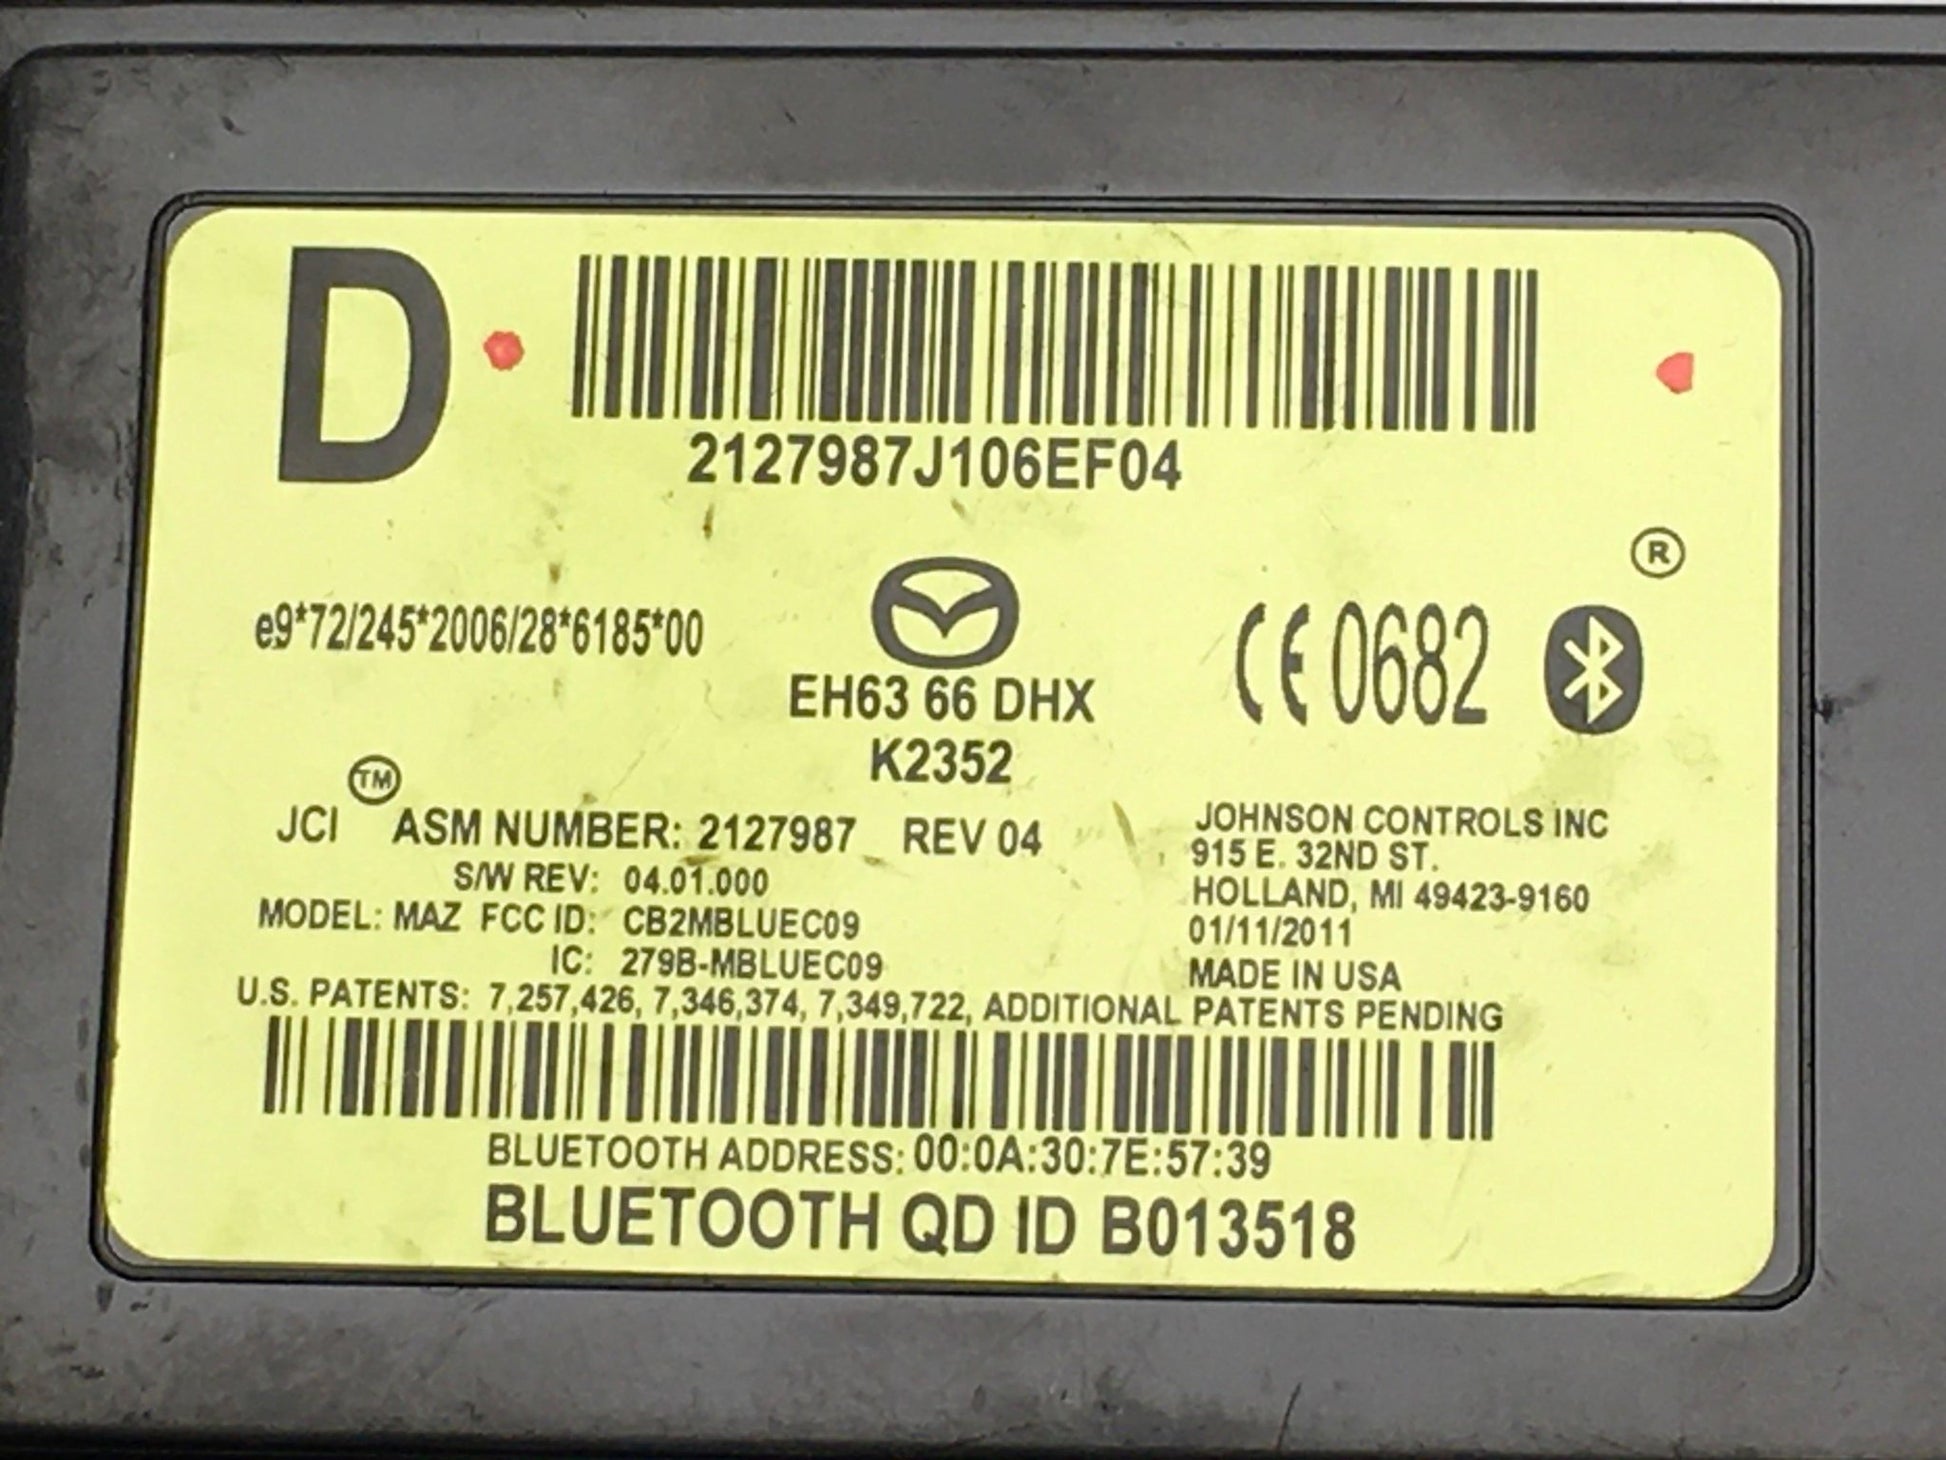 D
2127987J106EF04
®
e9*72/245*2006/28*6185*00
CE 0682
EH63 66 DHX
K2352
JCI ™ ASM NUMBER: 2127987 REV 04
S/W REV: 04.01.000
MODEL: MAZ FCC ID: CB2MBLUEC09
IC: 279B-MBLUEC09
JOHNSON CONTROLS INC
915 E. 32ND ST.
HOLLAND, MI 49423-9160
01/11/2011
MADE IN USA
U.S. PATENTS: 7,257,426, 7,346,374, 7,349,722, ADDITIONAL PATENTS PENDING
BLUETOOTH ADDRESS: 00:0A:30:7E:57:39
BLUETOOTH QD ID B013518